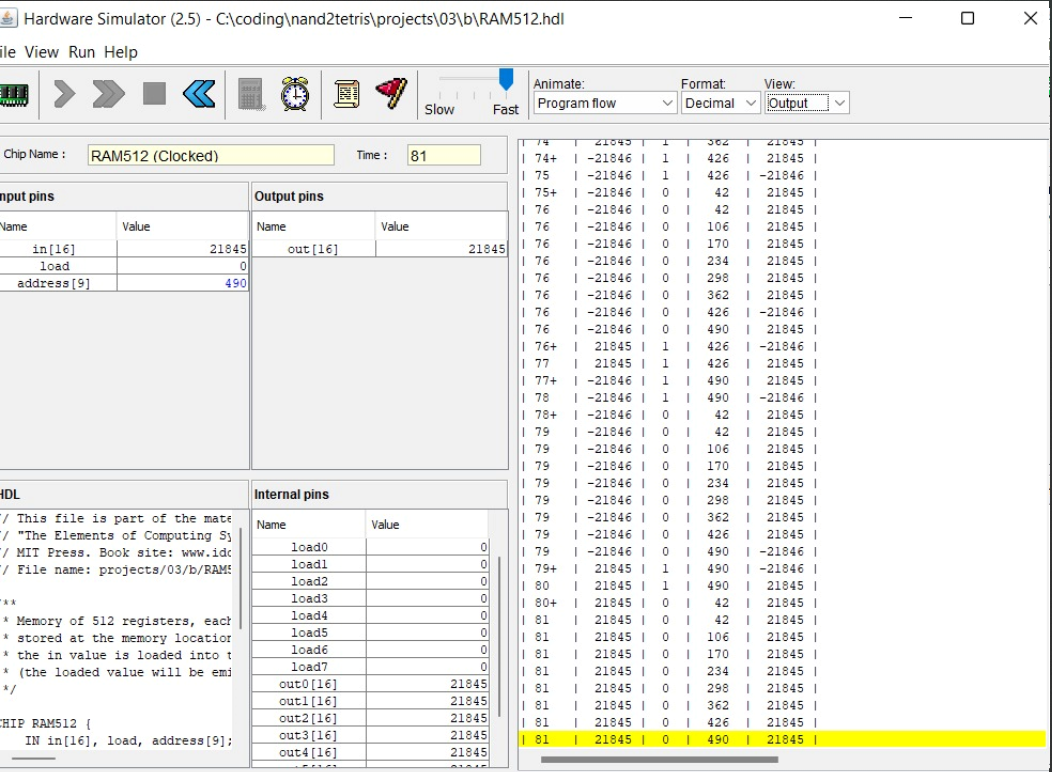 Hardware Simulator (2.5) - C:\coding\nand2tetris\projects\03\b\RAM512.hdl
ile View Run Help
Slow Fast
Animate: Format: View:
Program flow Decimal Output
Chip Name : RAM512 (Clocked) Time : 81
nput pins
Name Value
in[16] 21845
load 0
address[9] 490
Output pins
Name Value
out[16] 21845
HDL
// This file is part of the mate
// "The Elements of Computing Sy
// MIT Press. Book site: www.idc
// File name: projects/03/b/RAM5
/**
* Memory of 512 registers, each
* stored at the memory location
* the in value is loaded into t
* (the loaded value will be emi
*/
CHIP RAM512 {
IN in[16], load, address[9];
Internal pins
Name Value
load0 0
load1 0
load2 0
load3 0
load4 0
load5 0
load6 0
load7 0
out0[16] 21845
out1[16] 21845
out2[16] 21845
out3[16] 21845
out4[16] 21845
| 74 | 21845 | 1 | 362 | 21845 |
| 74+ | -21846 | 1 | 426 | 21845 |
| 75 | -21846 | 1 | 426 | -21846 |
| 75+ | -21846 | 0 | 42 | 21845 |
| 76 | -21846 | 0 | 42 | 21845 |
| 76 | -21846 | 0 | 106 | 21845 |
| 76 | -21846 | 0 | 170 | 21845 |
| 76 | -21846 | 0 | 234 | 21845 |
| 76 | -21846 | 0 | 298 | 21845 |
| 76 | -21846 | 0 | 362 | 21845 |
| 76 | -21846 | 0 | 426 | -21846 |
| 76 | -21846 | 0 | 490 | 21845 |
| 76+ | 21845 | 1 | 426 | -21846 |
| 77 | 21845 | 1 | 426 | 21845 |
| 77+ | -21846 | 1 | 490 | 21845 |
| 78 | -21846 | 1 | 490 | -21846 |
| 78+ | -21846 | 0 | 42 | 21845 |
| 79 | -21846 | 0 | 42 | 21845 |
| 79 | -21846 | 0 | 106 | 21845 |
| 79 | -21846 | 0 | 170 | 21845 |
| 79 | -21846 | 0 | 234 | 21845 |
| 79 | -21846 | 0 | 298 | 21845 |
| 79 | -21846 | 0 | 362 | 21845 |
| 79 | -21846 | 0 | 426 | 21845 |
| 79 | -21846 | 0 | 490 | -21846 |
| 79+ | 21845 | 1 | 490 | -21846 |
| 80 | 21845 | 1 | 490 | 21845 |
| 80+ | 21845 | 0 | 42 | 21845 |
| 81 | 21845 | 0 | 42 | 21845 |
| 81 | 21845 | 0 | 106 | 21845 |
| 81 | 21845 | 0 | 170 | 21845 |
| 81 | 21845 | 0 | 234 | 21845 |
| 81 | 21845 | 0 | 298 | 21845 |
| 81 | 21845 | 0 | 362 | 21845 |
| 81 | 21845 | 0 | 426 | 21845 |
| 81 | 21845 | 0 | 490 | 21845 |